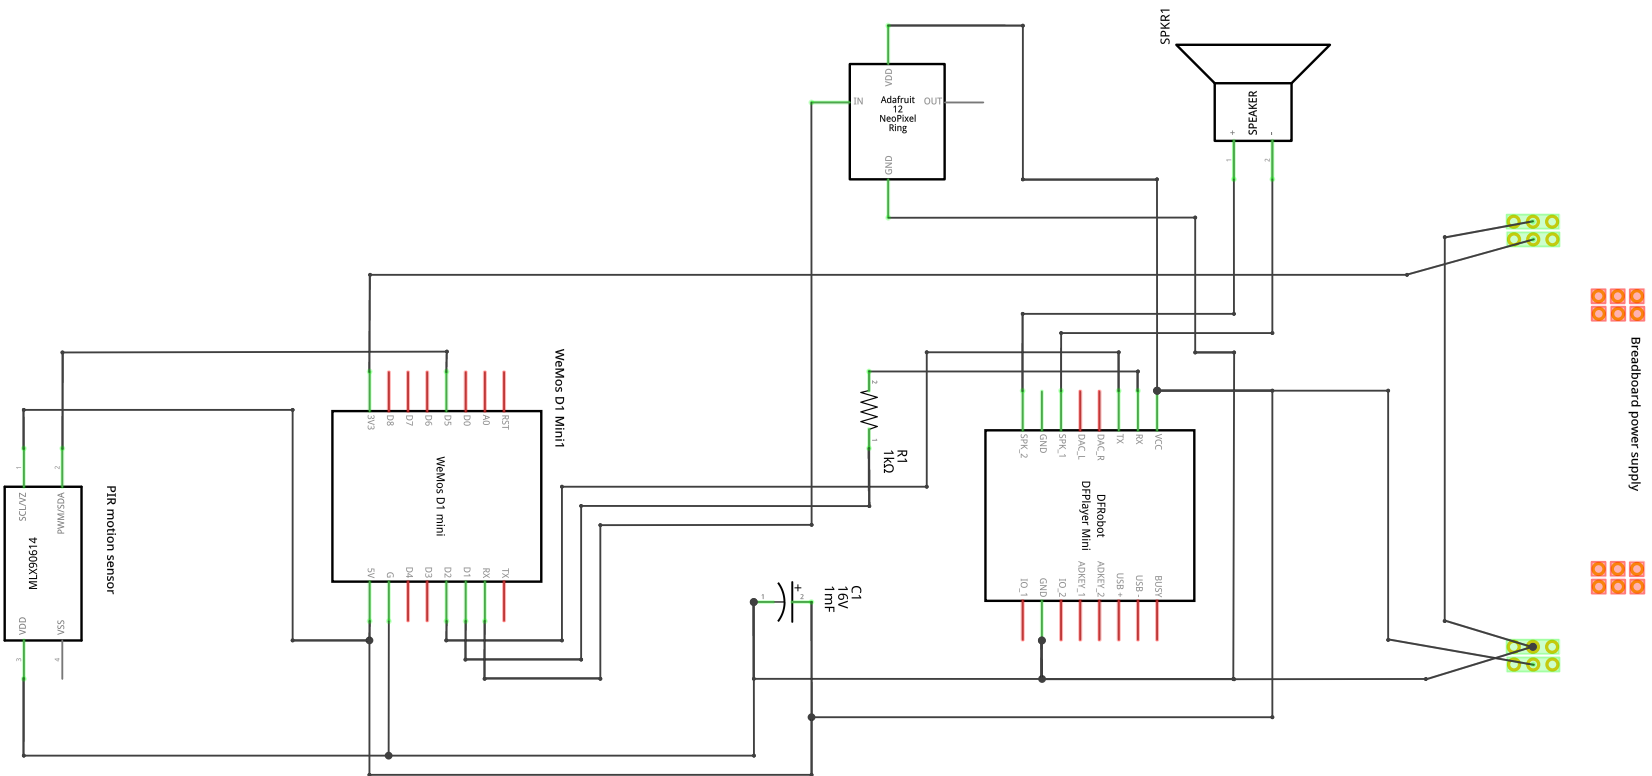 SPKR1
SPEAKER
+
-
1
2
VDD
IN
Adafruit
12
NeoPixel
Ring
OUT
GND
Breadboard power supply
WeMos D1 Mini1
3V3
D8
D7
D6
D5
D0
A0
RST
WeMos D1 mini
5V
G
D4
D3
D2
D1
RX
TX
PIR motion sensor
1
2
SCL/VZ
SDA/PWM
MLX90614
VDD
VSS
3
4
2
1
R1
1kΩ
SPK_2
GND
SPK_1
DAC_L
DAC_R
TX
RX
VCC
DFRobot
DFPlayer Mini
IO_1
GND
IO_2
ADKEY_1
ADKEY_2
USB +
USB -
BUSY
1
+
2
C1
16V
1mF